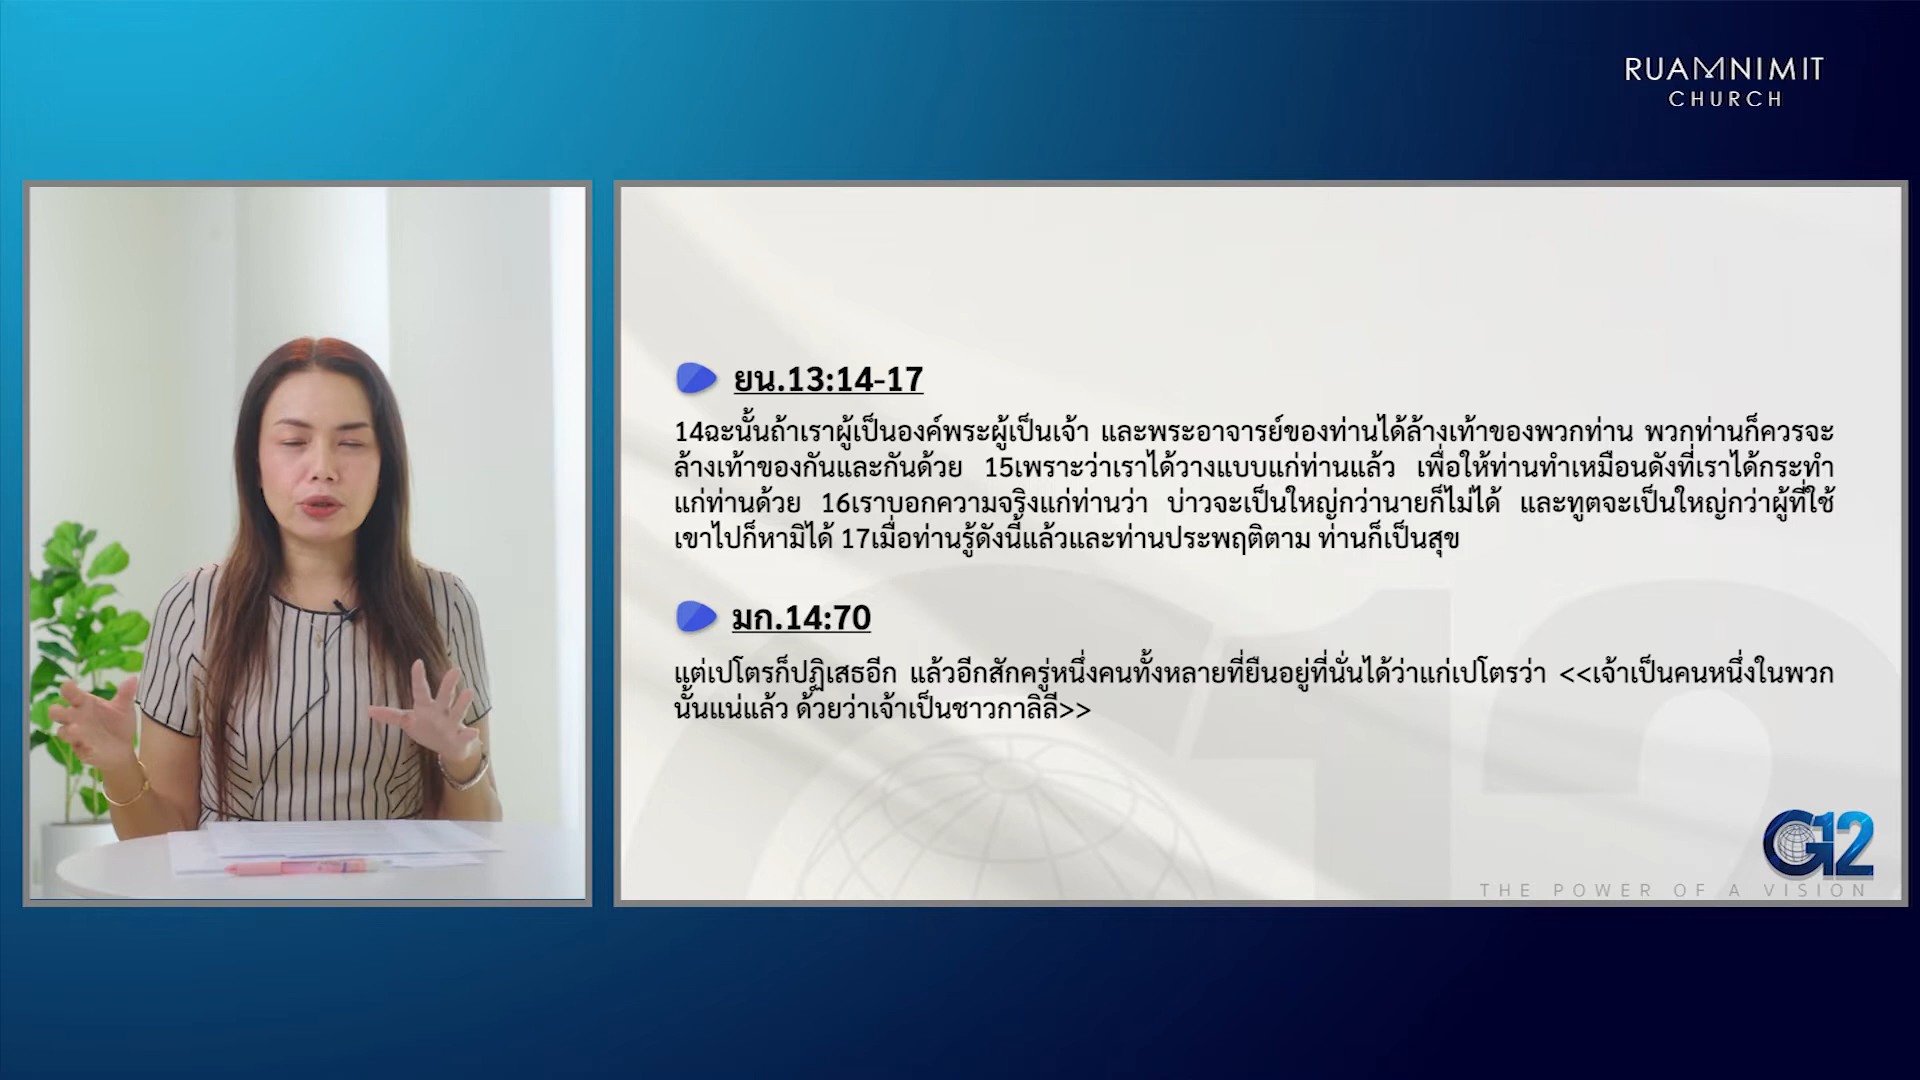 RUAMNIMIT
CHURCH
ยน.13:14-17
14ฉะนั้นถ้าเราผู้เป็นองค์พระผู้เป็นเจ้า และพระอาจารย์ของท่านได้ล้างเท้าของพวกท่าน พวกท่านก็ควรจะ
ล้างเท้าของกันและกันด้วย 15เพราะว่าเราได้วางแบบแก่ท่านแล้ว เพื่อให้ท่านทำเหมือนดังที่เราได้กระทำ
แก่ท่านด้วย 16เราบอกความจริงแก่ท่านว่า บ่าวจะเป็นใหญ่กว่านายก็ไม่ได้ และทูตจะเป็นใหญ่กว่าผู้ที่ใช้
เขาไปก็หามิได้ 17เมื่อท่านรู้ดังนี้แล้วและท่านประพฤติตาม ท่านก็เป็นสุข
มก.14:70
แต่เปโตรก็ปฏิเสธอีก แล้วอีกสักครู่หนึ่งคนทั้งหลายที่ยืนอยู่ที่นั่นได้ว่าแก่เปโตรว่า <<เจ้าเป็นคนหนึ่งในพวก
นั้นแน่แล้ว ด้วยว่าเจ้าเป็นชาวกาลิลี>>
G12
THE POWER OF A VISION